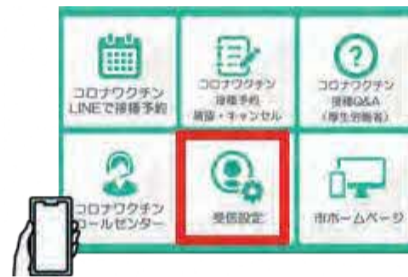 コロナワクチン
LINEで接種予約
コロナワクチン
接種予約
確認・キャンセル
コロナワクチン
接種Q&A
(厚生労働省)
コロナワクチン
コールセンター
受信設定
市ホームページ